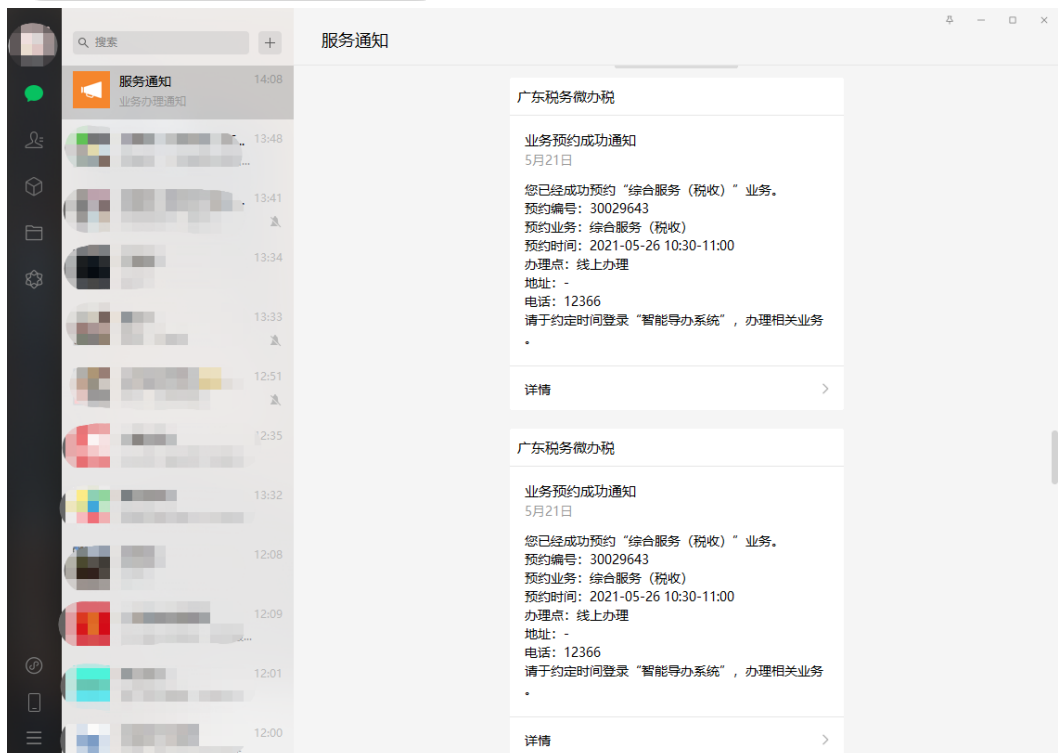 搜索
服务通知
14:08
业务办理通知
13:48
13:41
13:34
13:33
12:51
12:35
13:32
12:08
12:09
12:01
12:00
服务通知
广东税务微办税
业务预约成功通知
5月21日
您已经成功预约“综合服务（税收）”业务。
预约编号：30029643
预约业务：综合服务（税收）
预约时间：2021-05-26 10:30-11:00
办理点：线上办理
地址：-
电话：12366
请于约定时间登录“智能导办系统”，办理相关业务
。
详情
广东税务微办税
业务预约成功通知
5月21日
您已经成功预约“综合服务（税收）”业务。
预约编号：30029643
预约业务：综合服务（税收）
预约时间：2021-05-26 10:30-11:00
办理点：线上办理
地址：-
电话：12366
请于约定时间登录“智能导办系统”，办理相关业务
。
详情